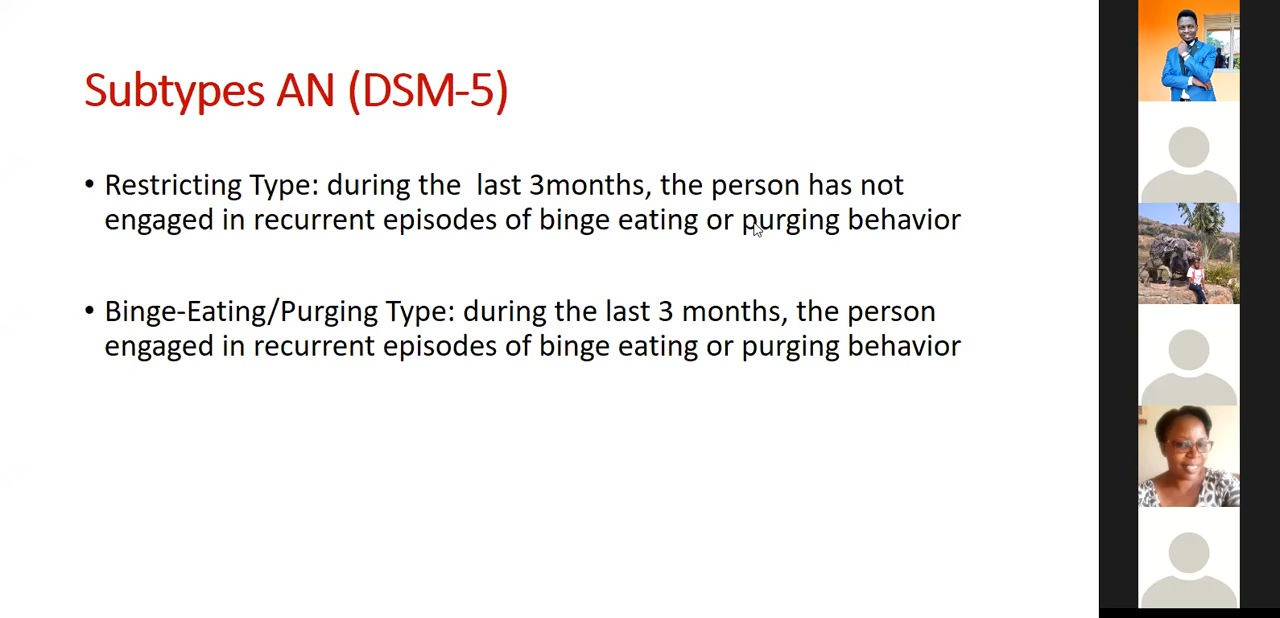 Subtypes AN (DSM-5)
• Restricting Type: during the  last 3months, the person has not
engaged in recurrent episodes of binge eating or purging behavior
• Binge-Eating/Purging Type: during the last 3 months, the person
engaged in recurrent episodes of binge eating or purging behavior